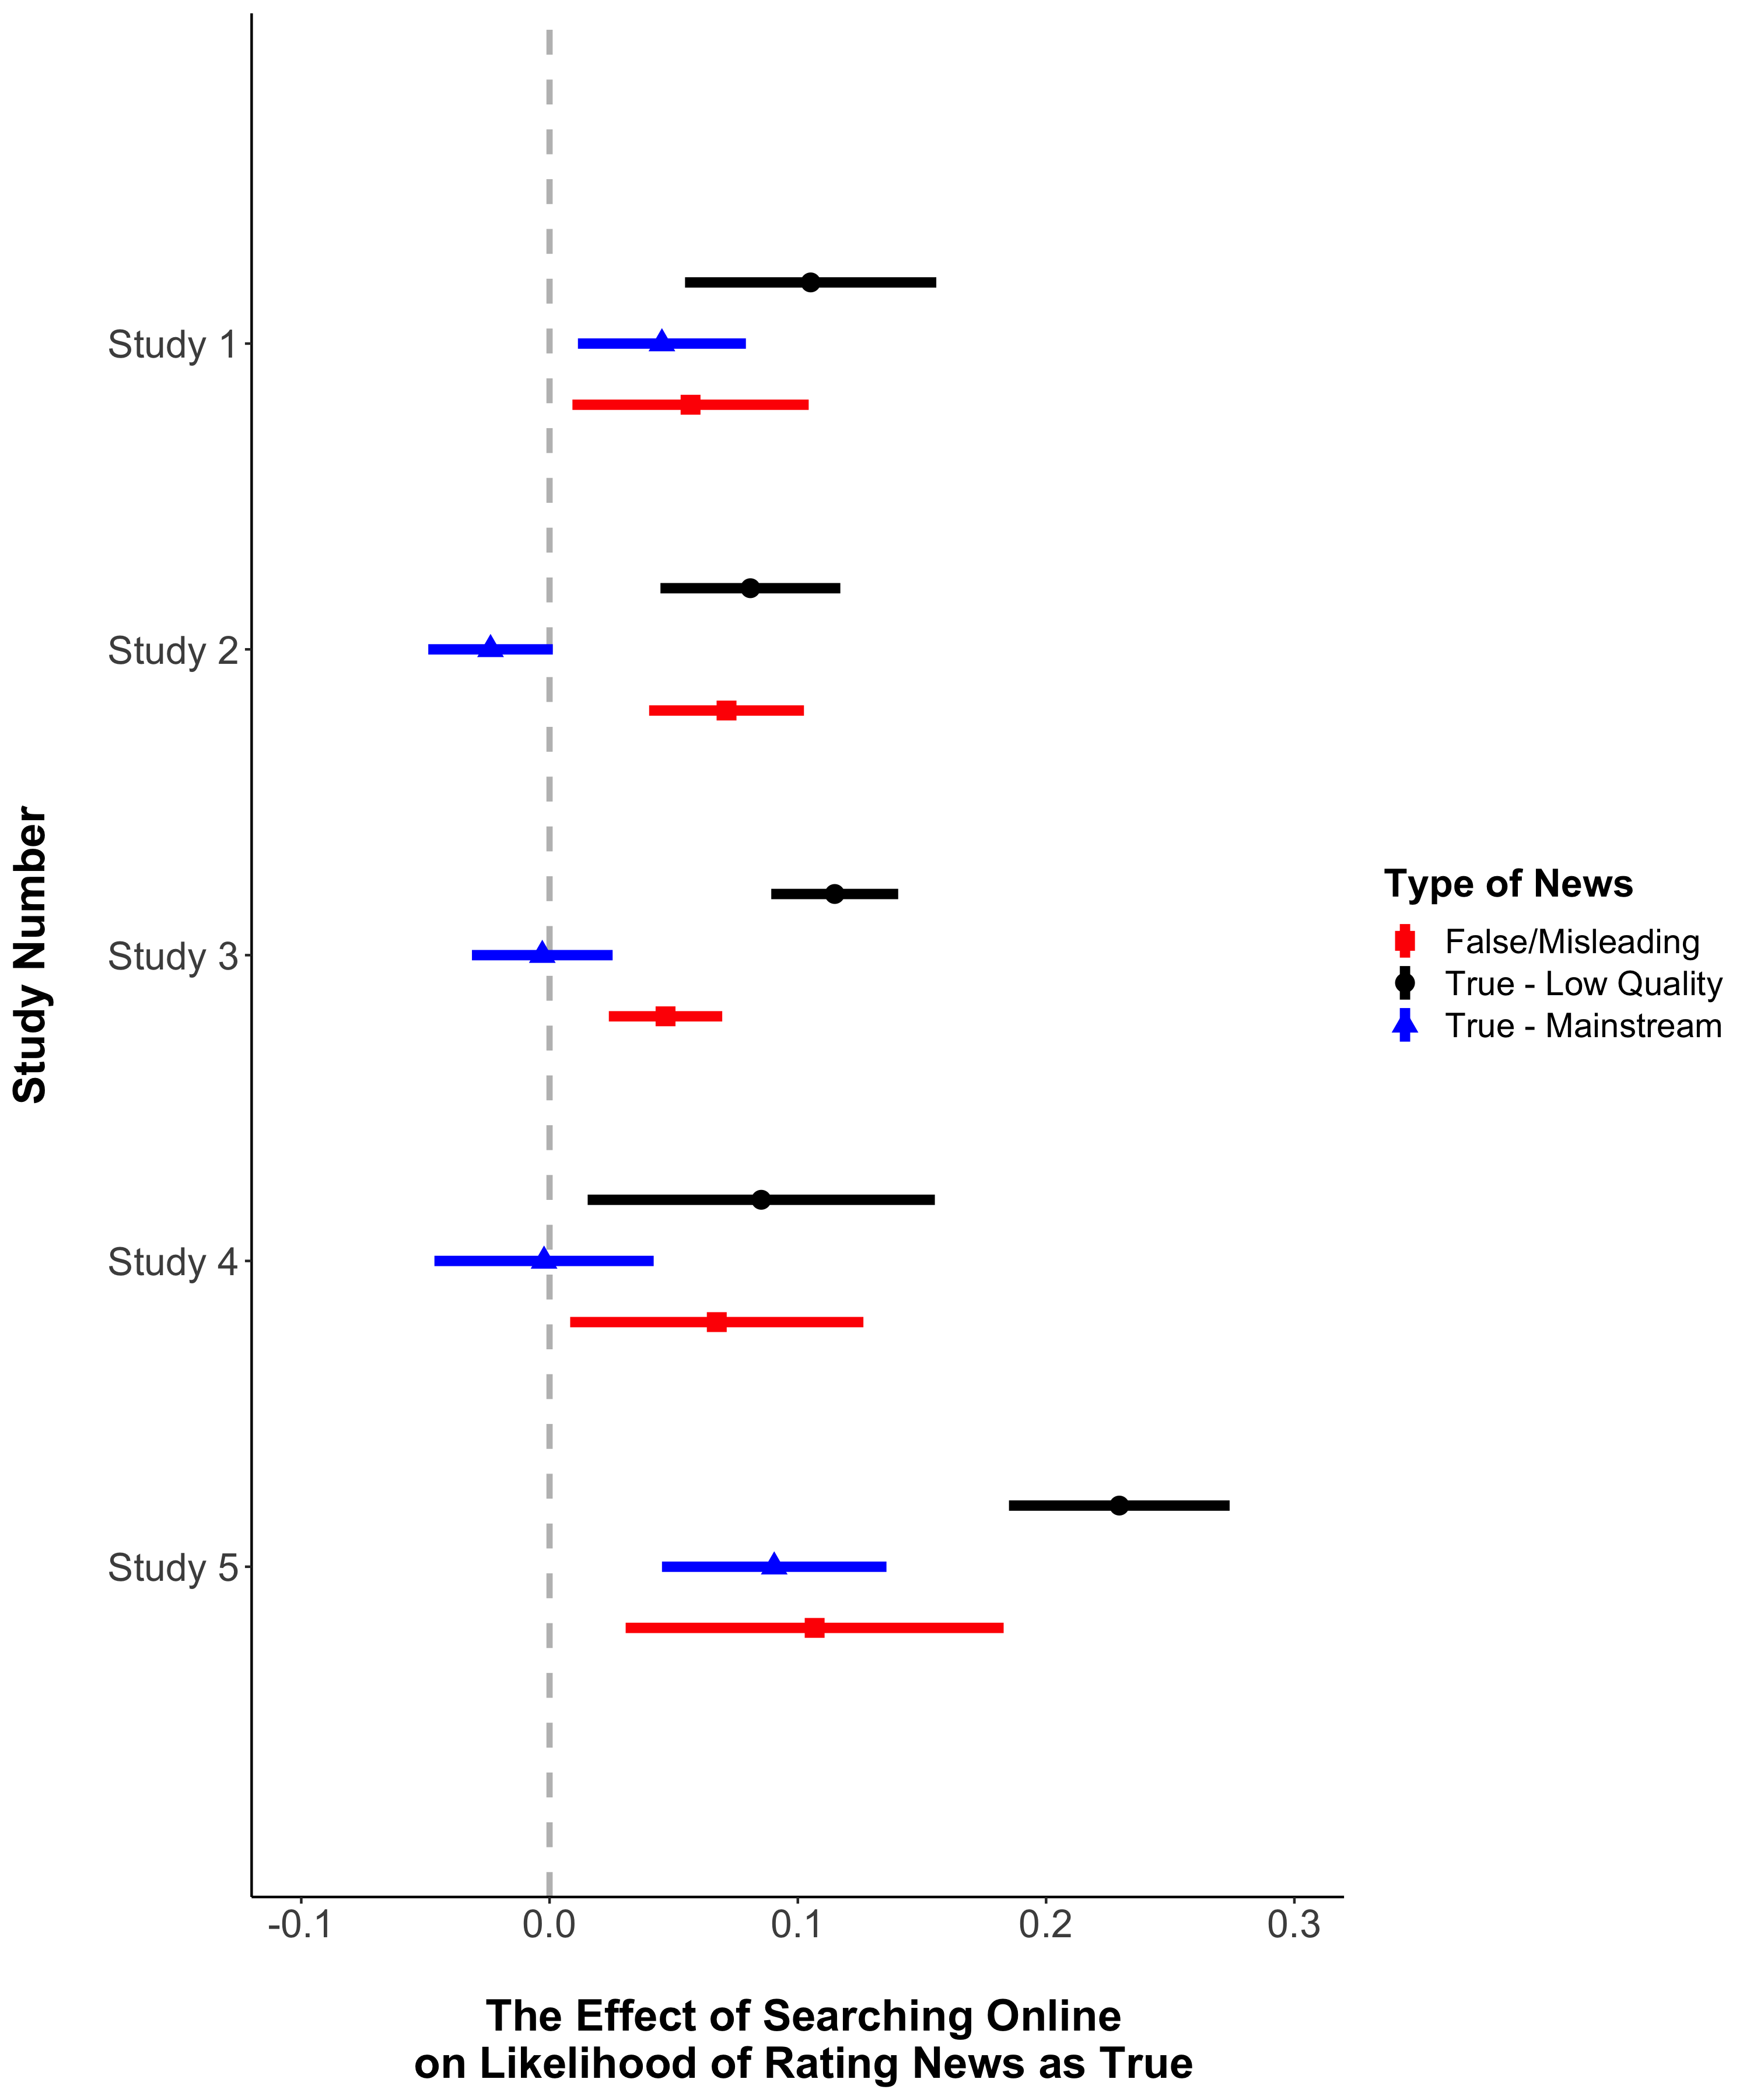 Study Number
Study 1
Study 2
Study 3
Study 4
Study 5
-0.1
0.0
0.1
0.2
0.3
The Effect of Searching Online
on Likelihood of Rating News as True
Type of News
False/Misleading
True - Low Quality
True - Mainstream